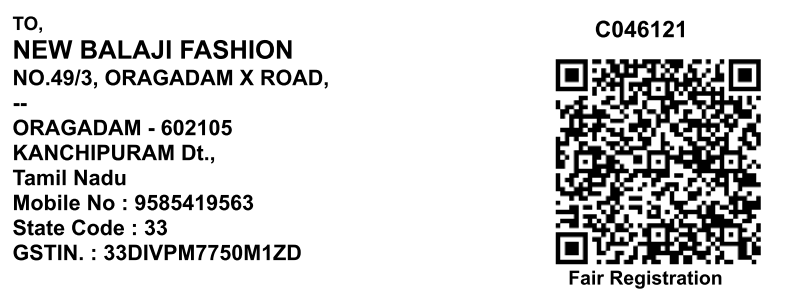 TO,
NEW BALAJI FASHION
NO.49/3, ORAGADAM X ROAD,
--
ORAGADAM - 602105
KANCHIPURAM Dt.,
Tamil Nadu
Mobile No : 9585419563
State Code : 33
GSTIN. : 33DIVPM7750M1ZD
C046121
Fair Registration